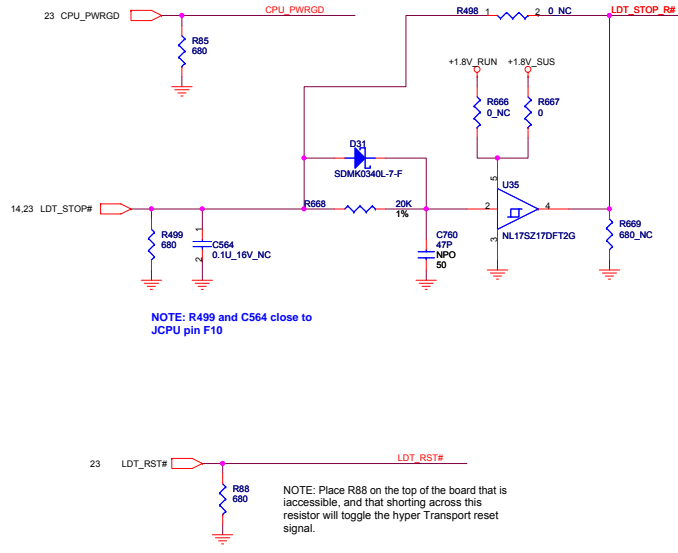 23 CPU_PWRGD
CPU_PWRGD
R85
680
R498 1
2 0_NC
LDT_STOP_R#
+1.8V_RUN
+1.8V_SUS
R666
0_NC
R667
0
D31
SDMK0340L-7-F
14,23 LDT_STOP#
R668
20K
1%
U35
5
2
4
3
NL17SZ17DFT2G
R499
680
1
C564
0.1U_16V_NC
2
C760
47P
NPO
50
R669
680_NC
NOTE: R499 and C564 close to
JCPU pin F10
23 LDT_RST#
LDT_RST#
R88
680
NOTE: Place R88 on the top of the board that is
iaccessible, and that shorting across this
resistor will toggle the hyper Transport reset
signal.